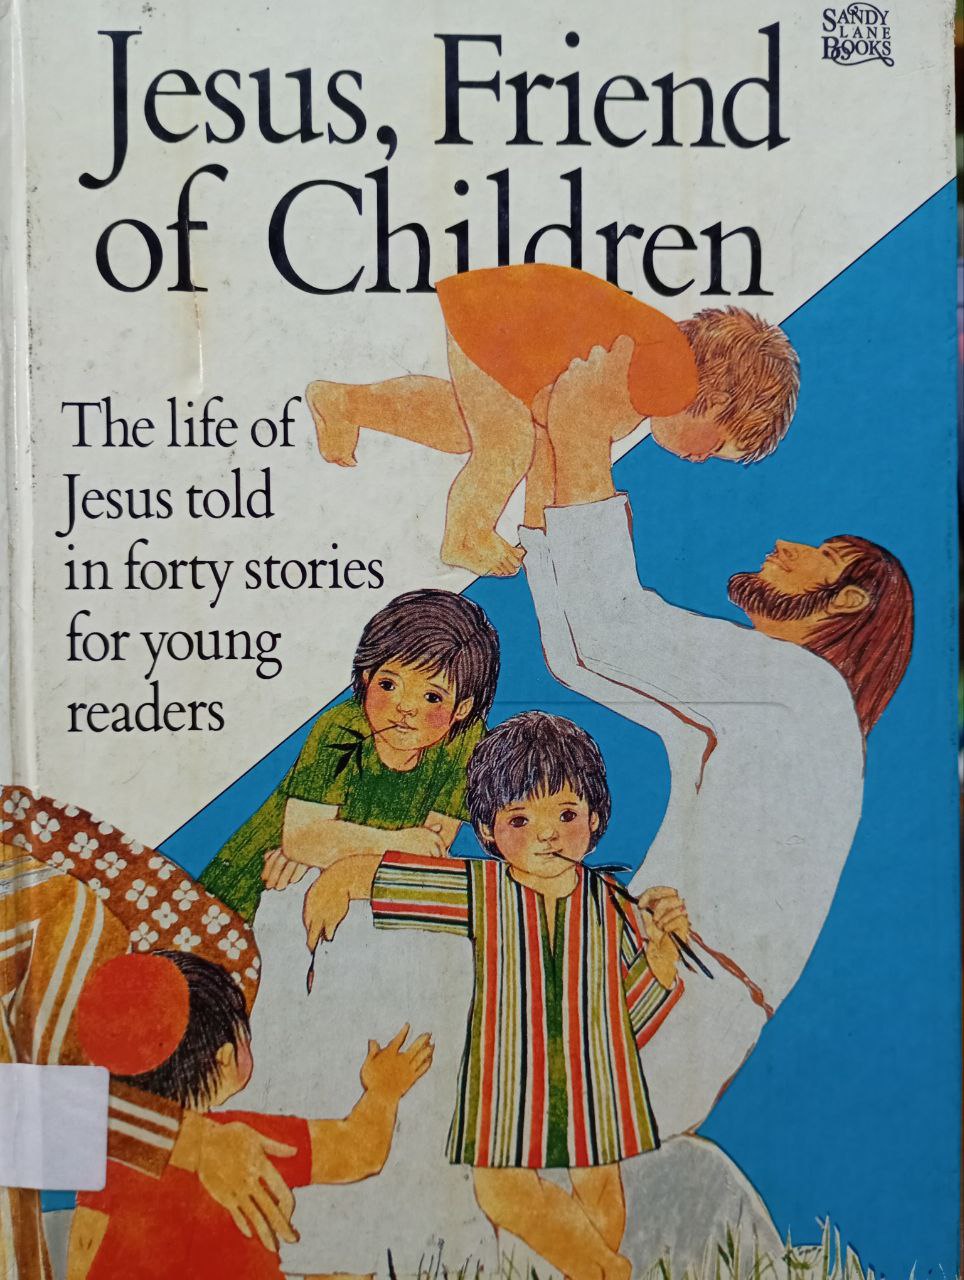 SANDY
LANE
BOOKS
Jesus, Friend
of Children
The life of
Jesus told
in forty stories
for young
readers